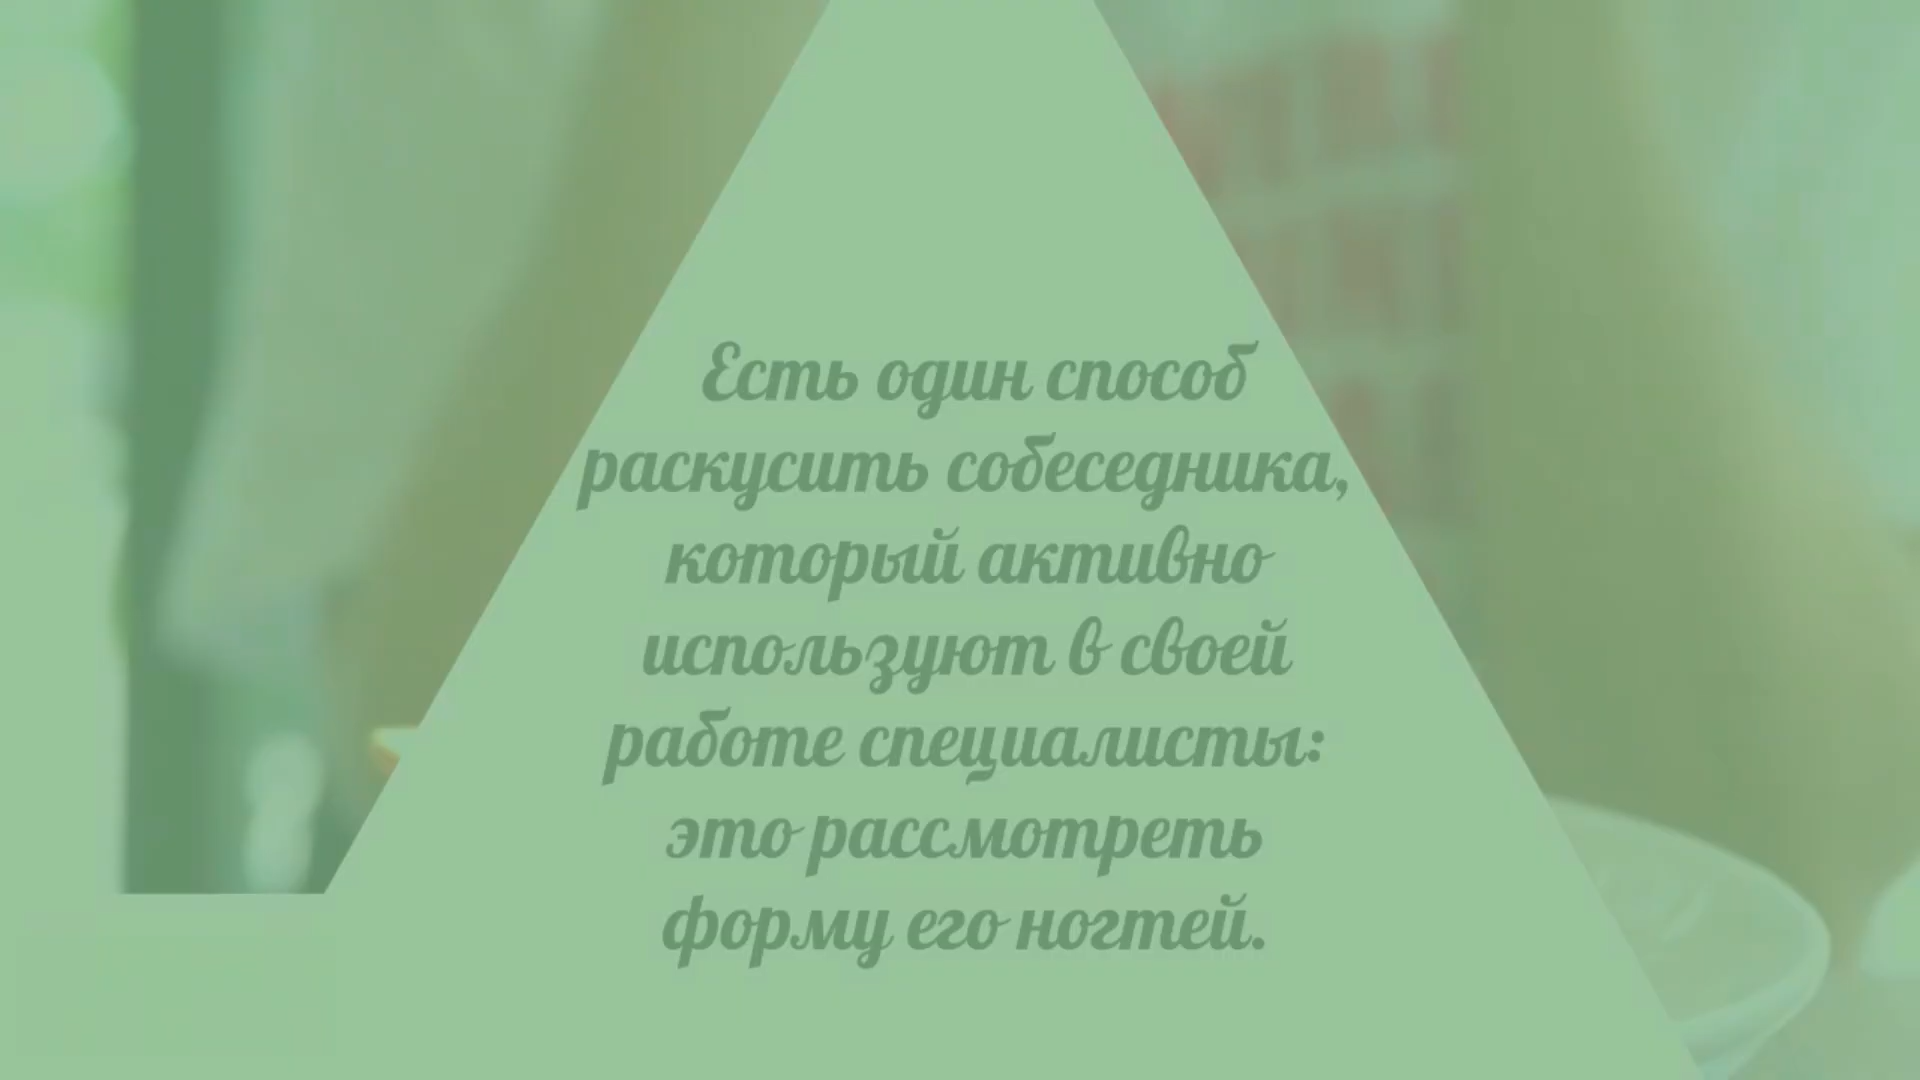 Есть один способ
раскусить собеседника,
который активно
используют в своей
работе специалисты:
это рассмотреть
форму его ногтей.